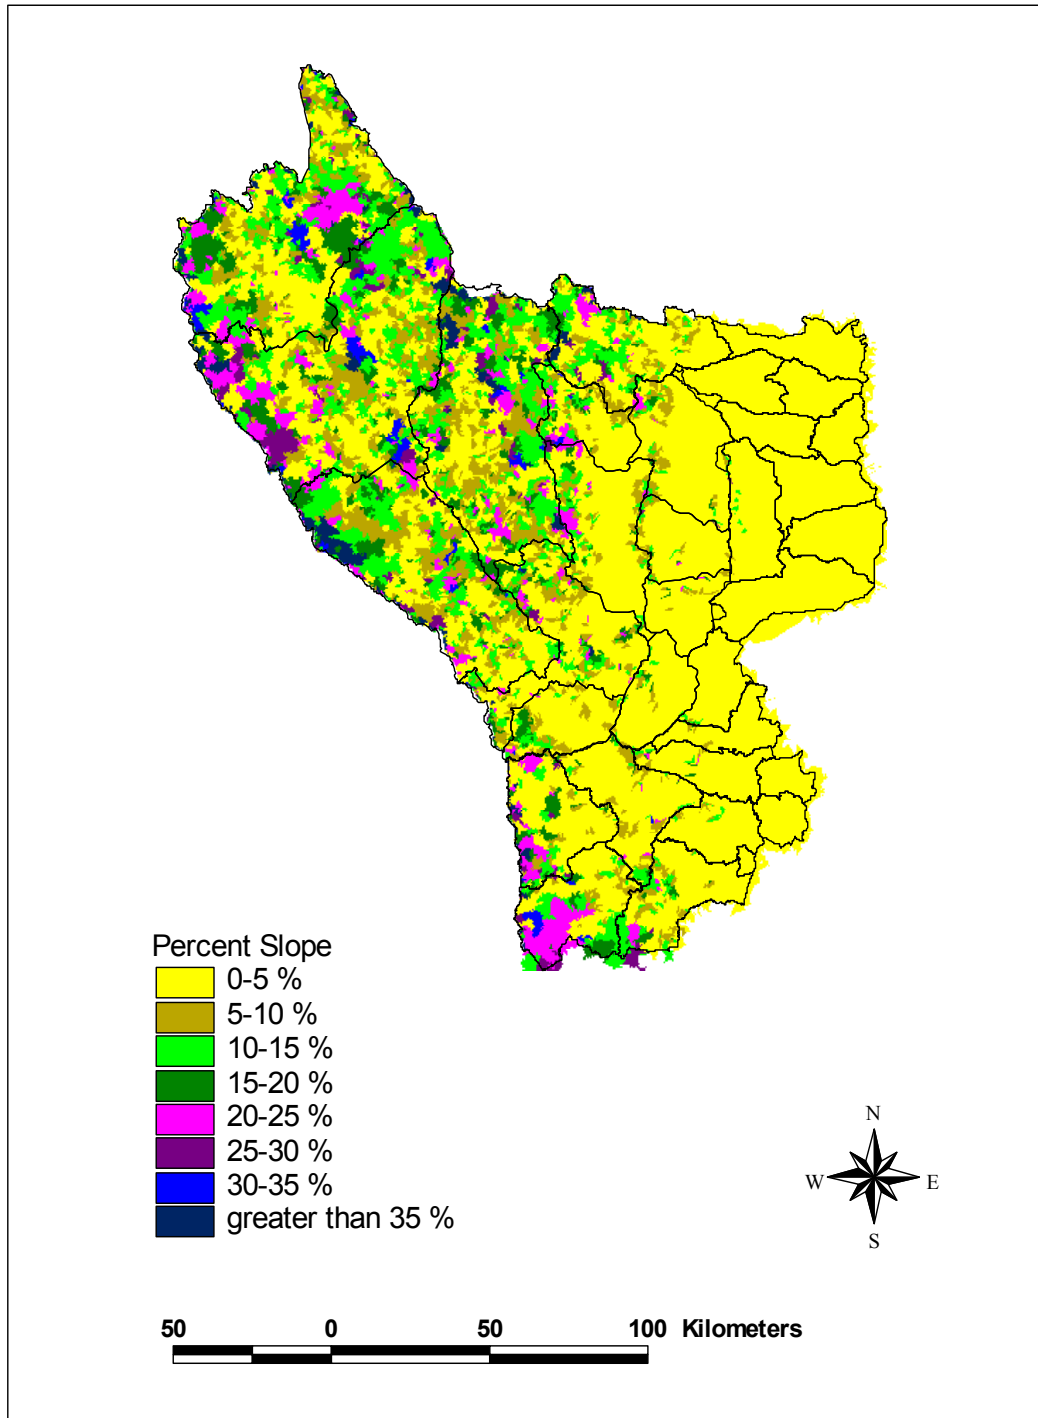 Percent Slope
0-5 %
5-10 %
10-15 %
15-20 %
20-25 %
25-30 %
30-35 %
greater than 35 %
N
W E
S
50 0 50 100 Kilometers